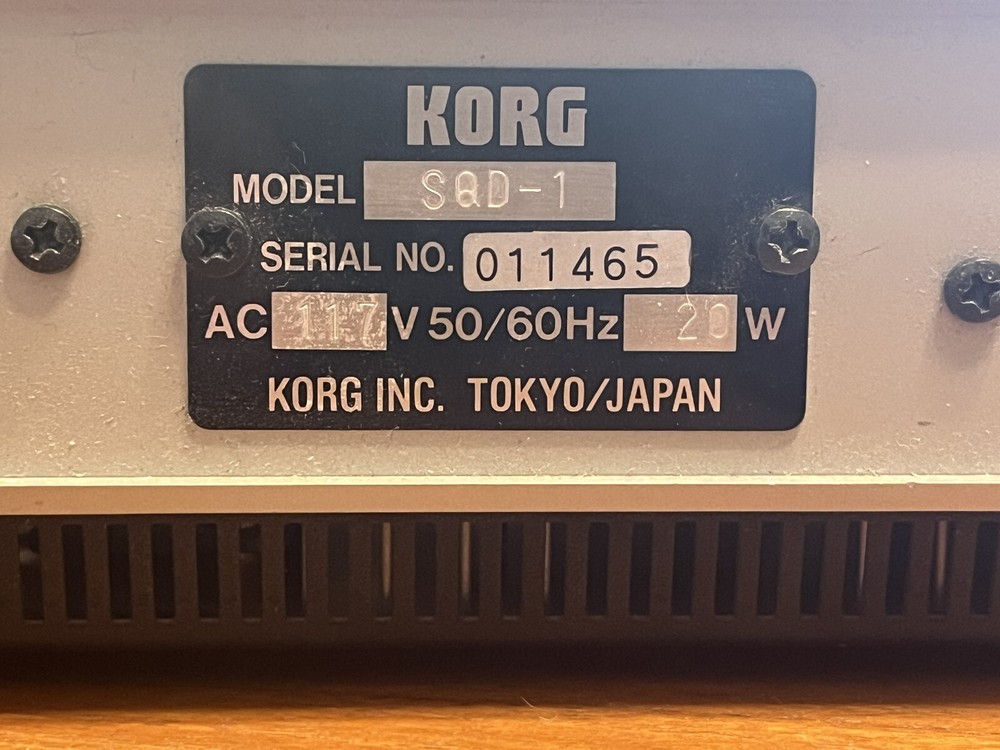 KORG
MODEL SQD-1
SERIAL NO. 011465
AC 117 V 50/60Hz 20 W
KORG INC. TOKYO/JAPAN